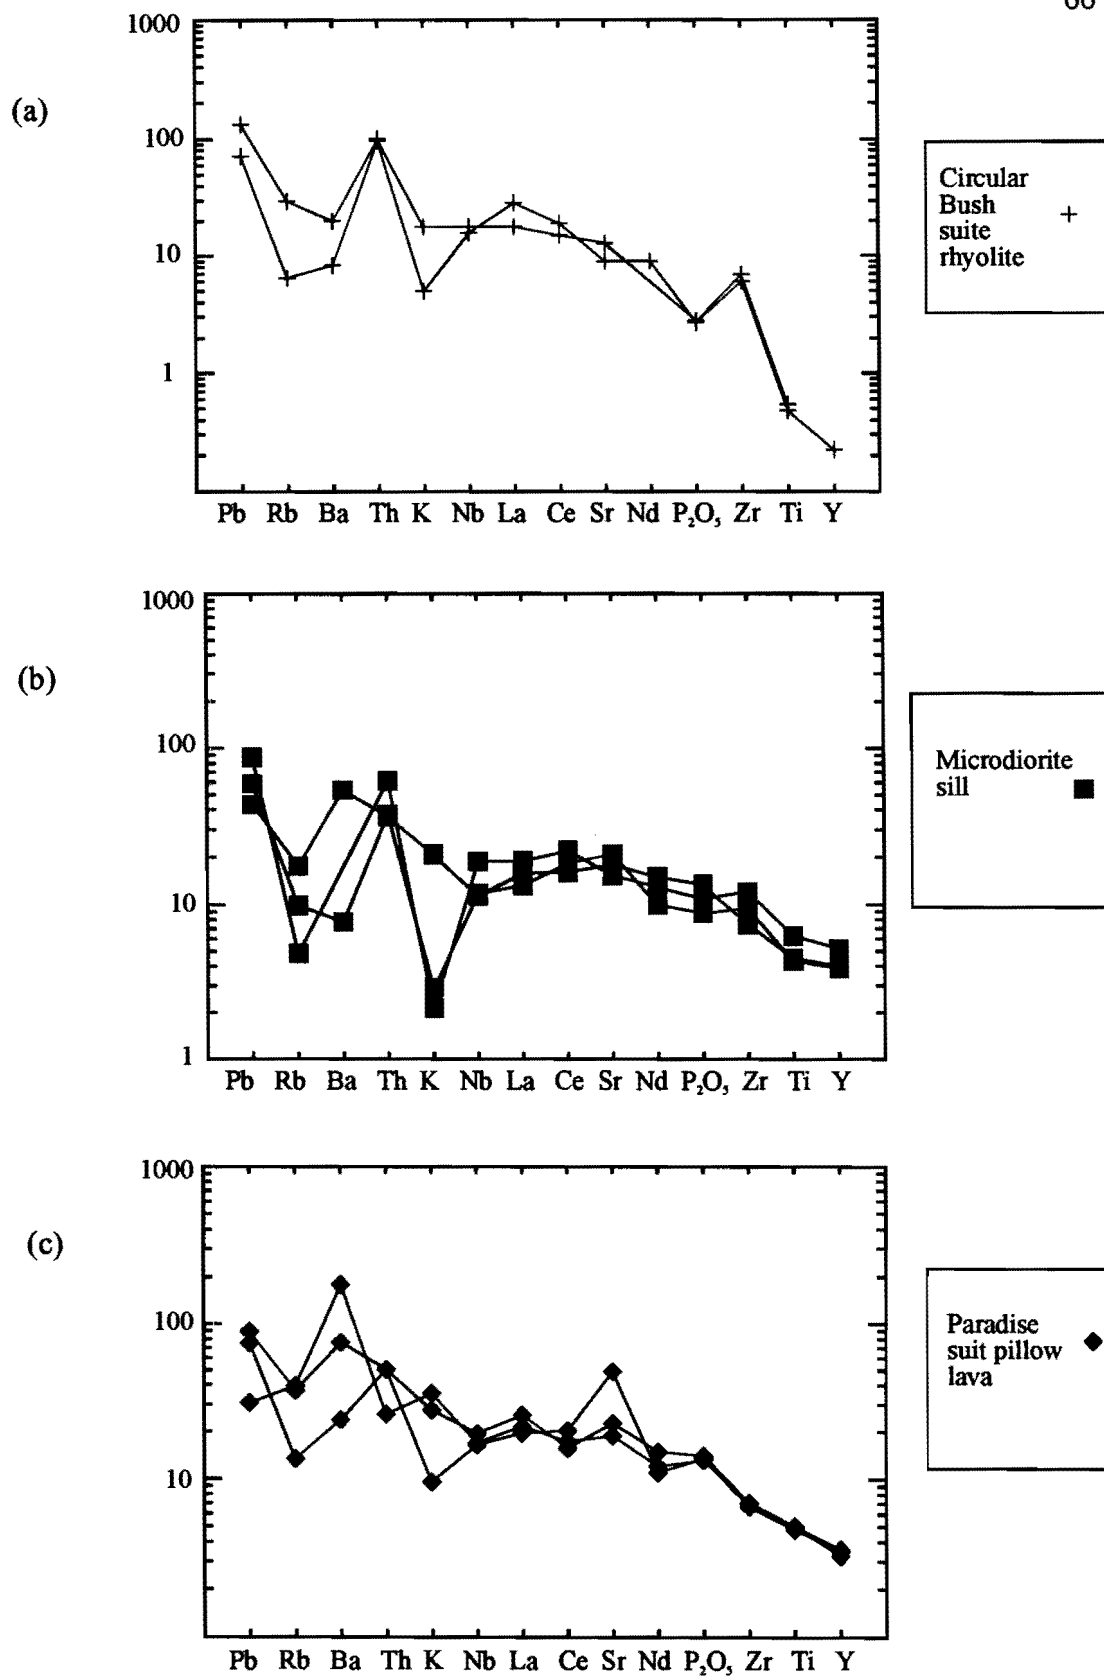 (a)
1000
100
10
1
Pb Rb Ba Th K Nb La Ce Sr Nd P₂O₅ Zr Ti Y
Circular
Bush
suite
rhyolite
(b)
1000
100
10
1
Pb Rb Ba Th K Nb La Ce Sr Nd P₂O₅ Zr Ti Y
Microdiorite
sill
(c)
1000
100
10
Pb Rb Ba Th K Nb La Ce Sr Nd P₂O₅ Zr Ti Y
Paradise
suit pillow
lava